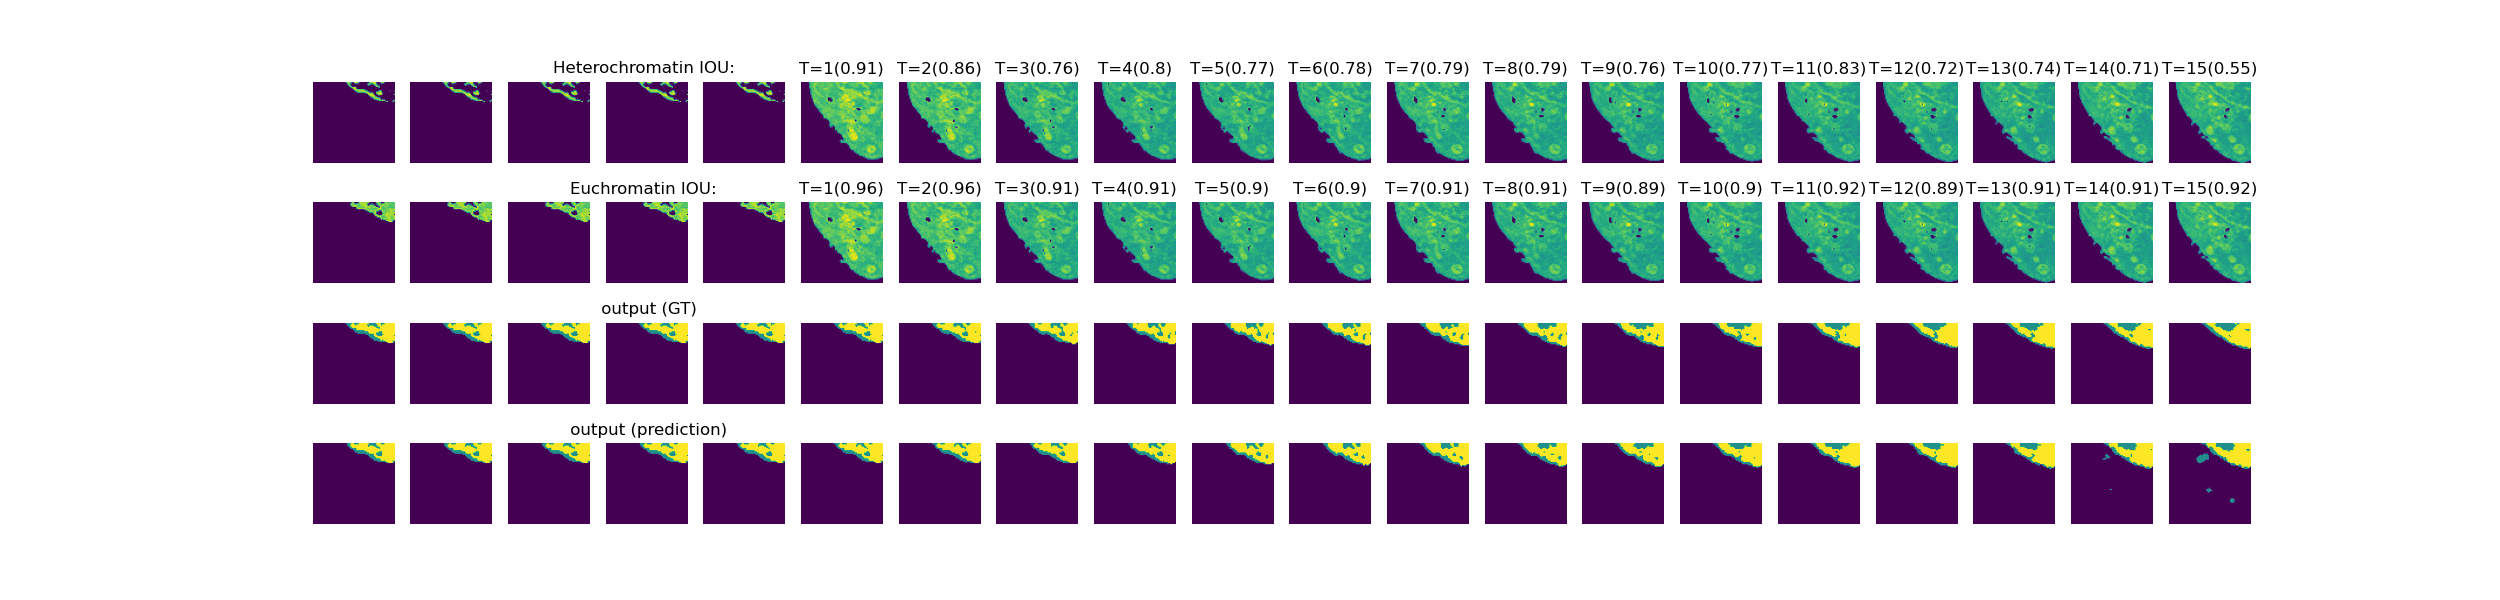 Heterochromatin IOU: T=1(0.91) T=2(0.86) T=3(0.76) T=4(0.8) T=5(0.77) T=6(0.78) T=7(0.79) T=8(0.79) T=9(0.76) T=10(0.77) T=11(0.83) T=12(0.72) T=13(0.74) T=14(0.71) T=15(0.55)
Euchromatin IOU: T=1(0.96) T=2(0.96) T=3(0.91) T=4(0.91) T=5(0.9) T=6(0.9) T=7(0.91) T=8(0.91) T=9(0.89) T=10(0.9) T=11(0.92) T=12(0.89) T=13(0.91) T=14(0.91) T=15(0.92)
output (GT)
output (prediction)